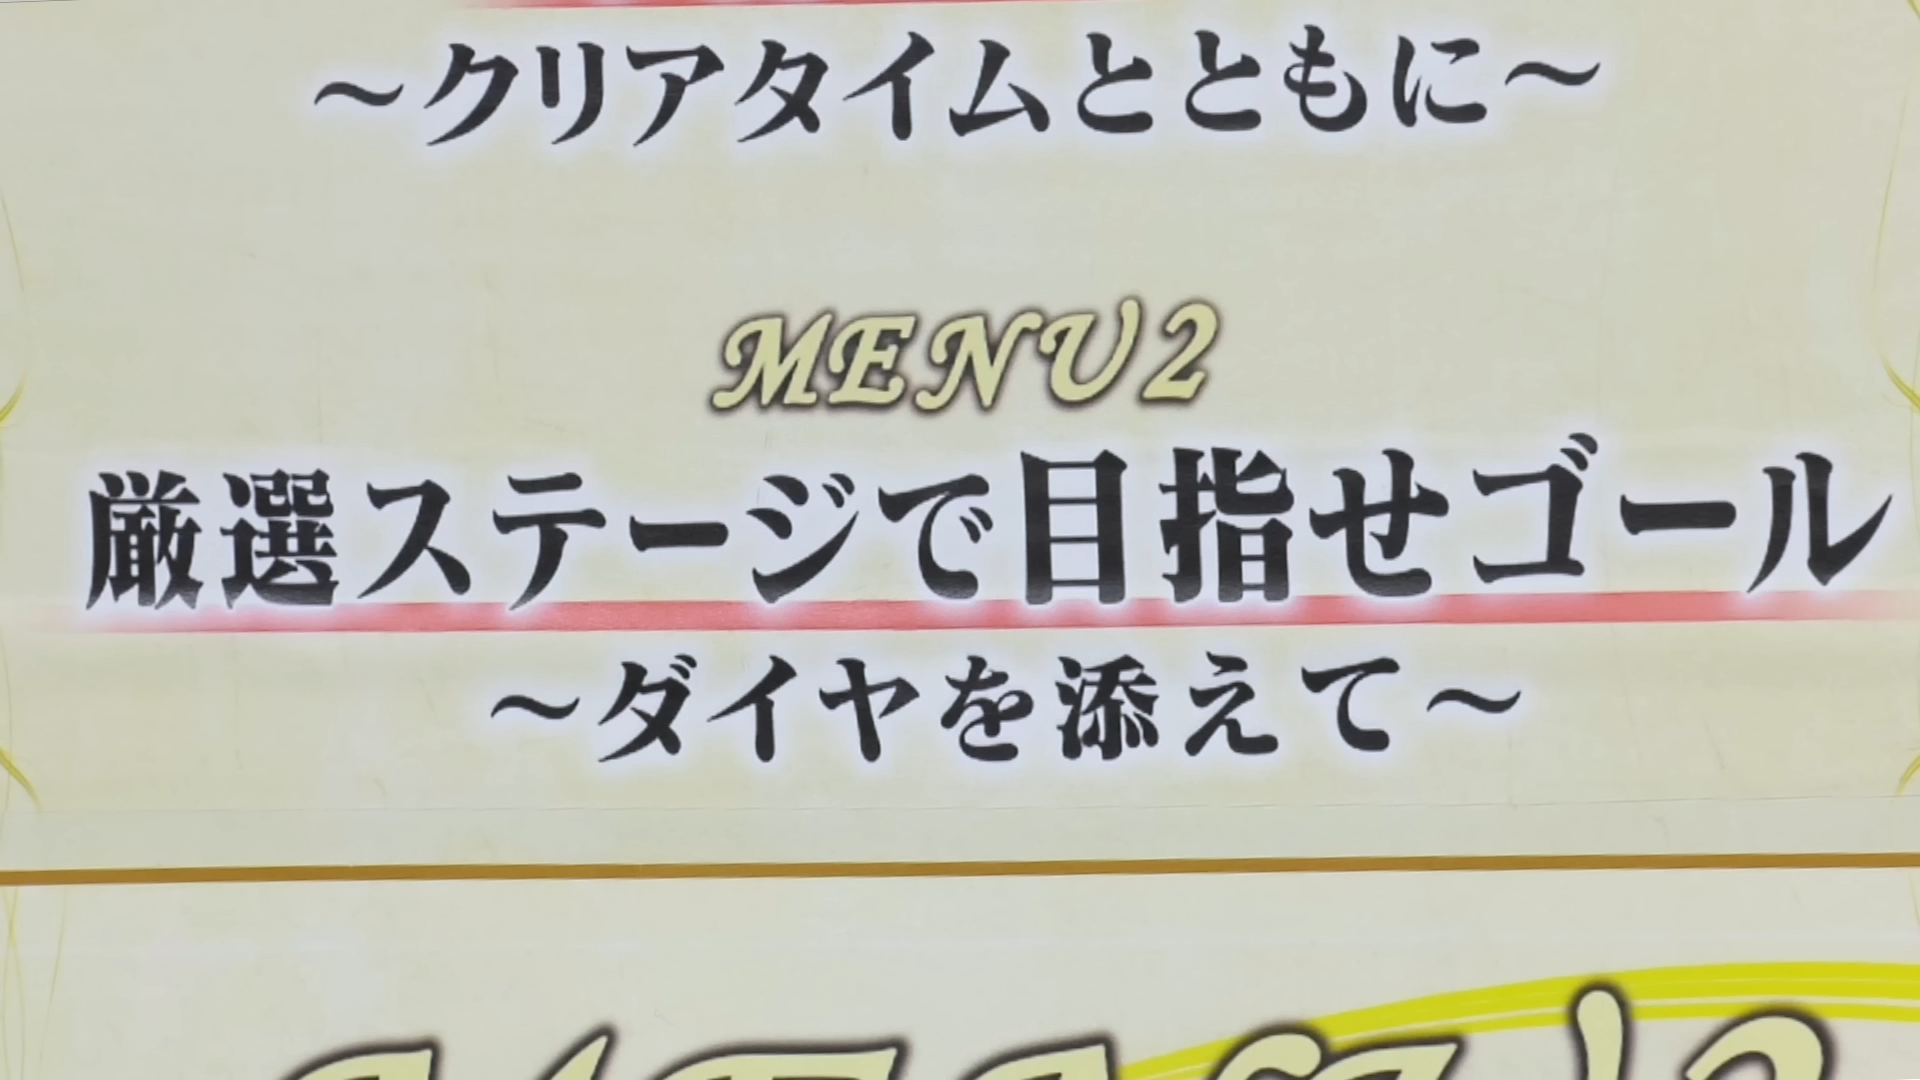 ～クリアタイムとともに～
MENU2
厳選ステージで目指せゴール
～ダイヤを添えて～